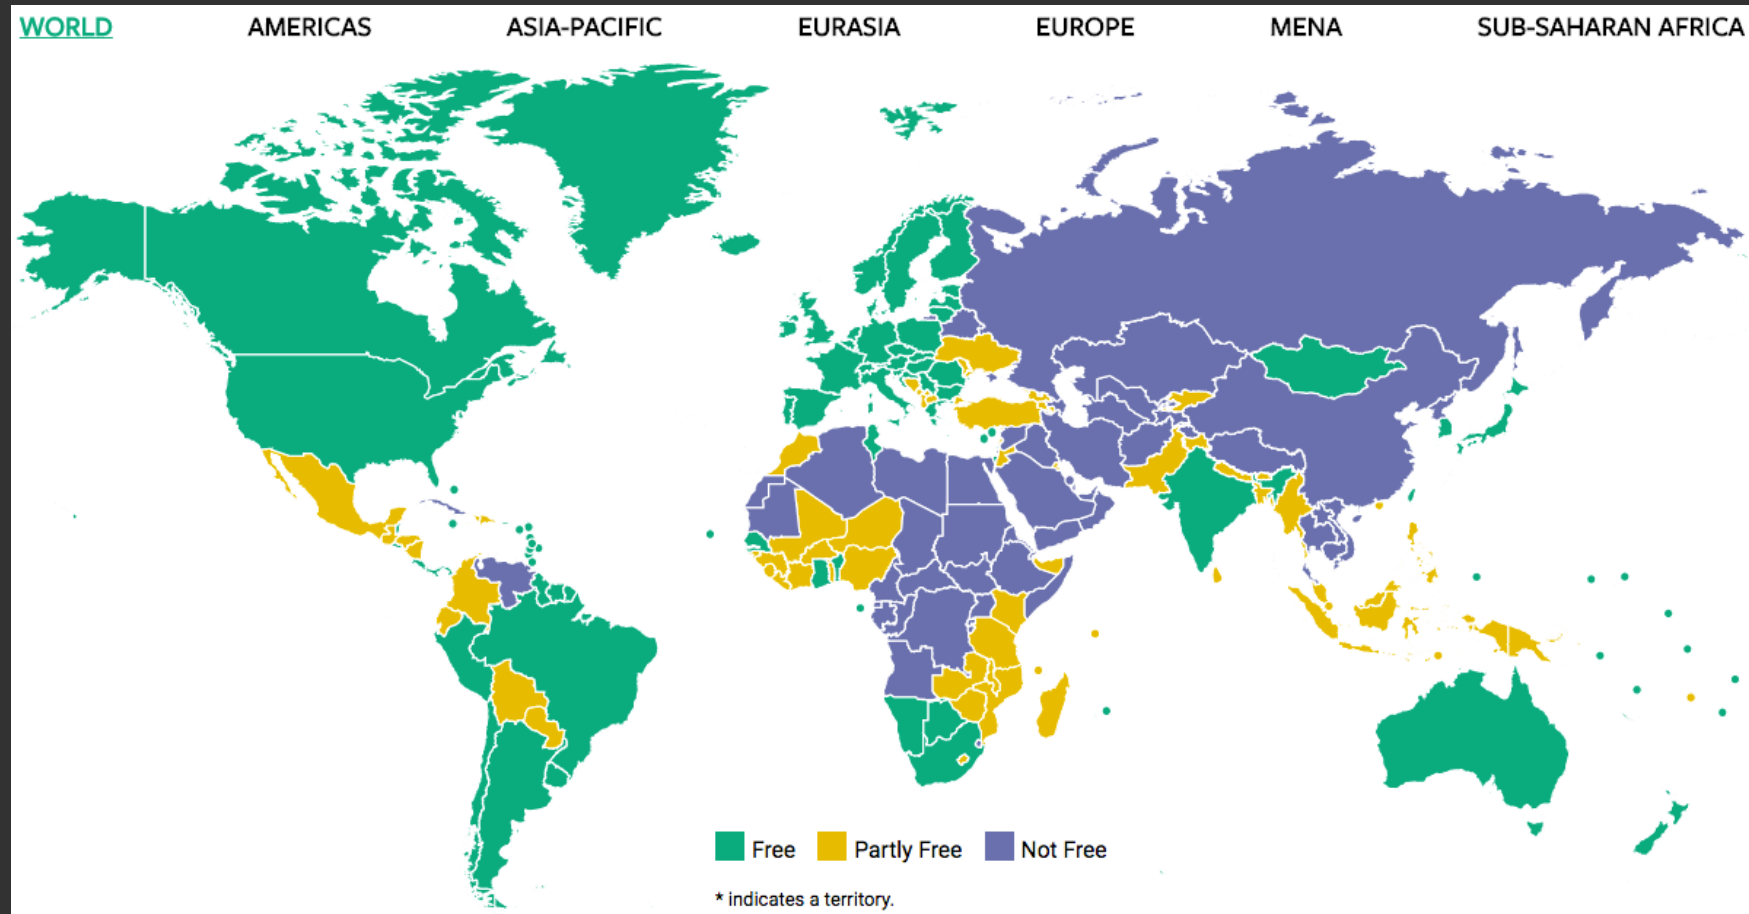 WORLD AMERICAS ASIA-PACIFIC EURASIA EUROPE MENA SUB-SAHARAN AFRICA
Free Partly Free Not Free
* indicates a territory.